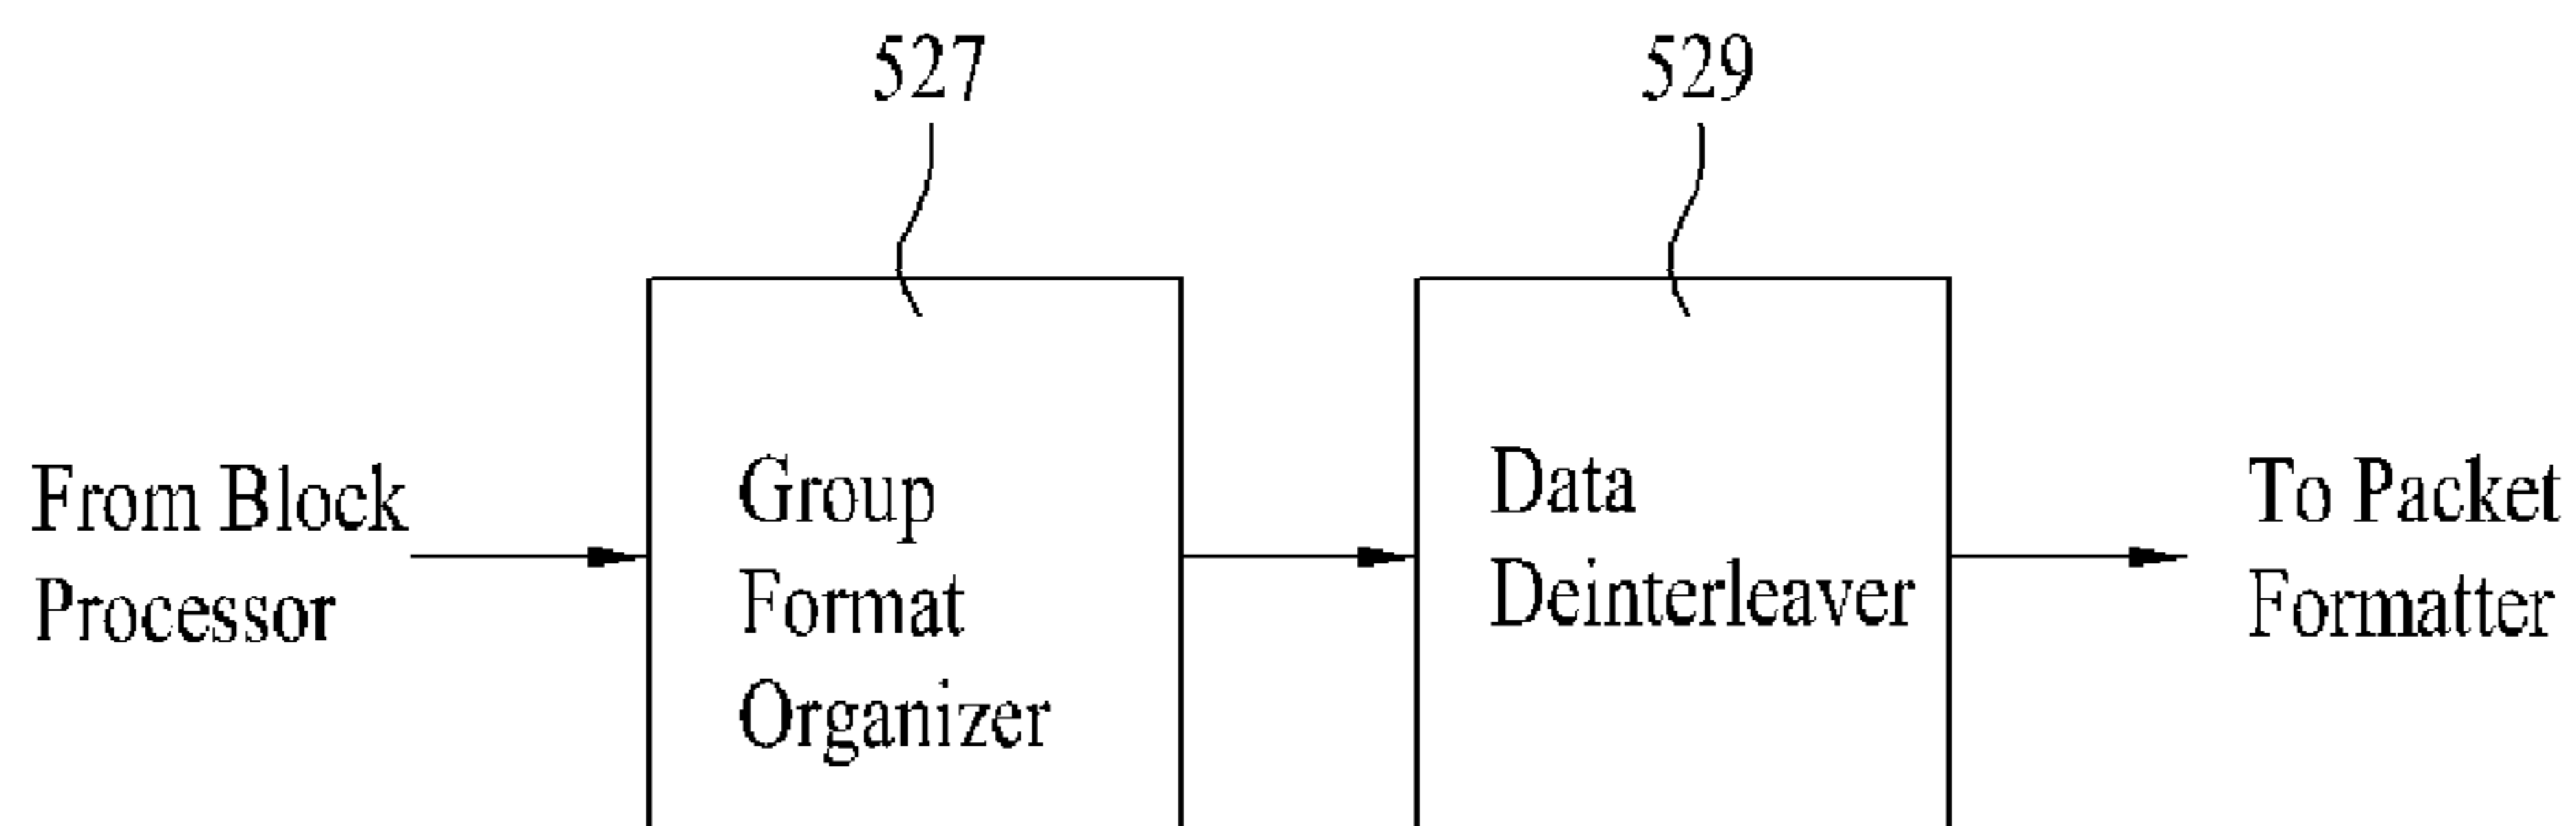 527
529
From Block
Processor
Group
Format
Organizer
Data
Deinterleaver
To Packet
Formatter